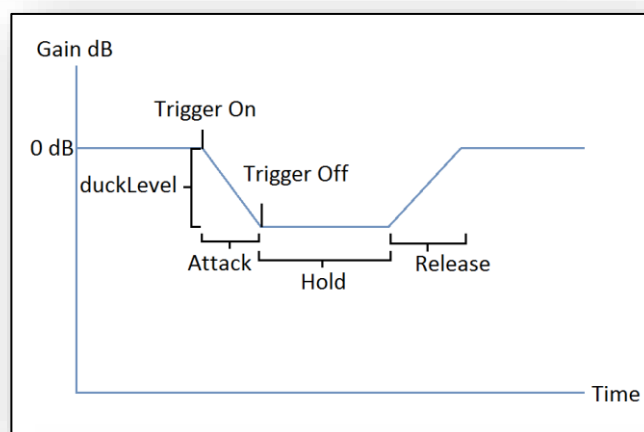 Gain dB
Trigger On
0 dB
duckLevel
Trigger Off
Attack
Hold
Release
Time